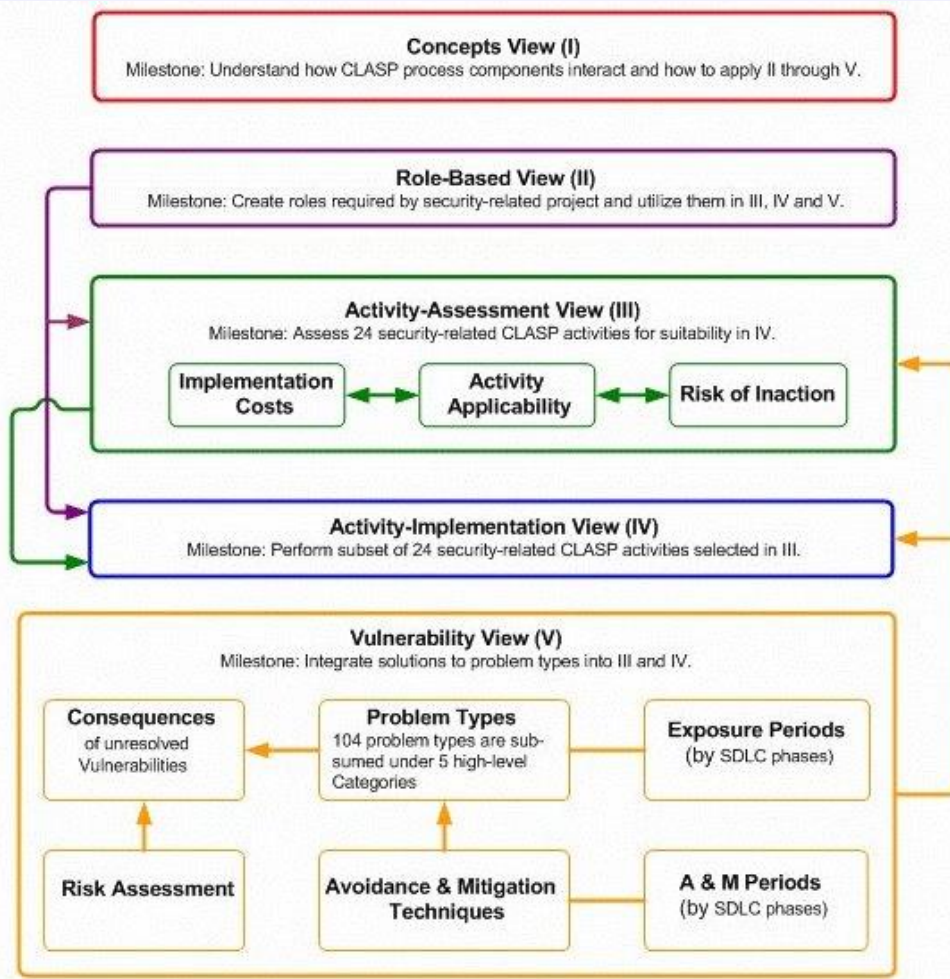 Concepts View (I)
Milestone: Understand how CLASP process components interact and how to apply II through V.
Role-Based View (II)
Milestone: Create roles required by security-related project and utilize them in III, IV and V.
Activity-Assessment View (III)
Milestone: Assess 24 security-related CLASP activities for suitability in IV.
Implementation
Costs
Activity
Applicability
Risk of Inaction
Activity-Implementation View (IV)
Milestone: Perform subset of 24 security-related CLASP activities selected in III.
Vulnerability View (V)
Milestone: Integrate solutions to problem types into III and IV.
Consequences
of unresolved
Vulnerabilities
Problem Types
104 problem types are sub-
sumed under 5 high-level
Categories
Exposure Periods
(by SDLC phases)
Risk Assessment
Avoidance & Mitigation
Techniques
A & M Periods
(by SDLC phases)